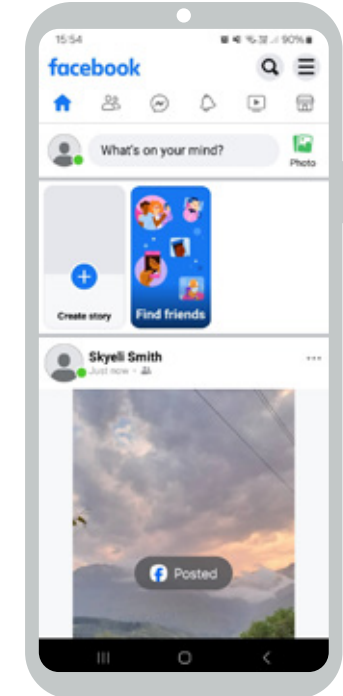 15:54
90%
facebook
What's on your mind?
Photo
Create story
Find friends
Skyeli Smith
Just now
Posted